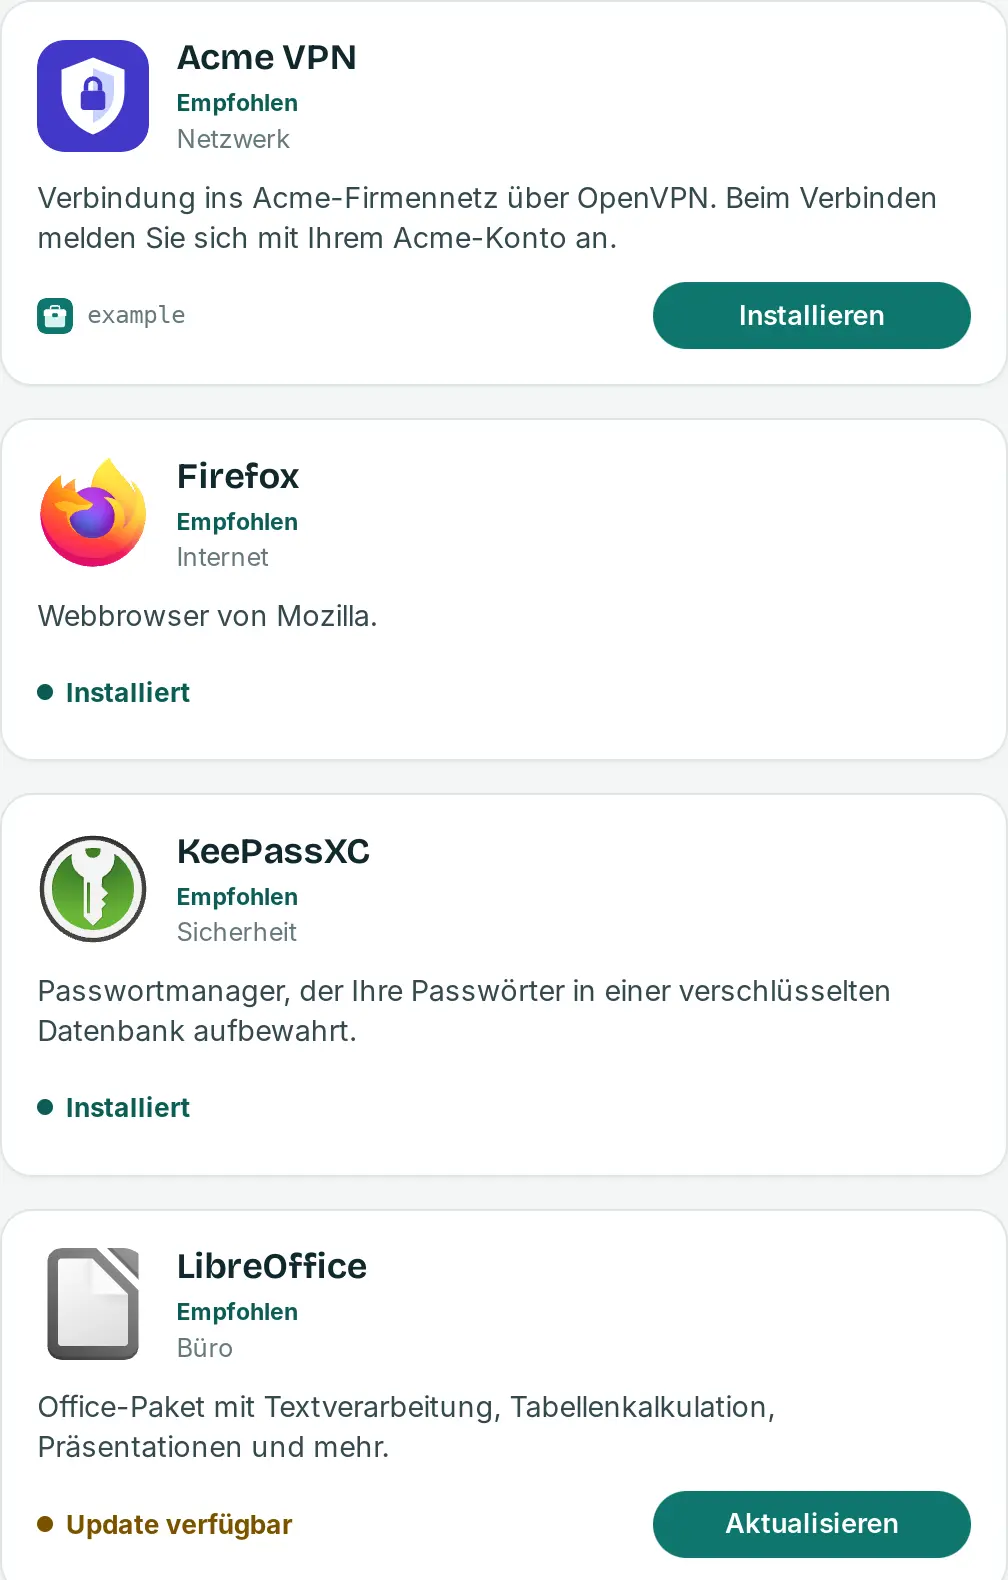 Acme VPN
Empfohlen
Netzwerk
Verbindung ins Acme-Firmennetz über OpenVPN. Beim Verbinden
melden Sie sich mit Ihrem Acme-Konto an.
example
Installieren
Firefox
Empfohlen
Internet
Webbrowser von Mozilla.
Installiert
KeePassXC
Empfohlen
Sicherheit
Passwortmanager, der Ihre Passwörter in einer verschlüsselten
Datenbank aufbewahrt.
Installiert
LibreOffice
Empfohlen
Büro
Office-Paket mit Textverarbeitung, Tabellenkalkulation,
Präsentationen und mehr.
Update verfügbar
Aktualisieren